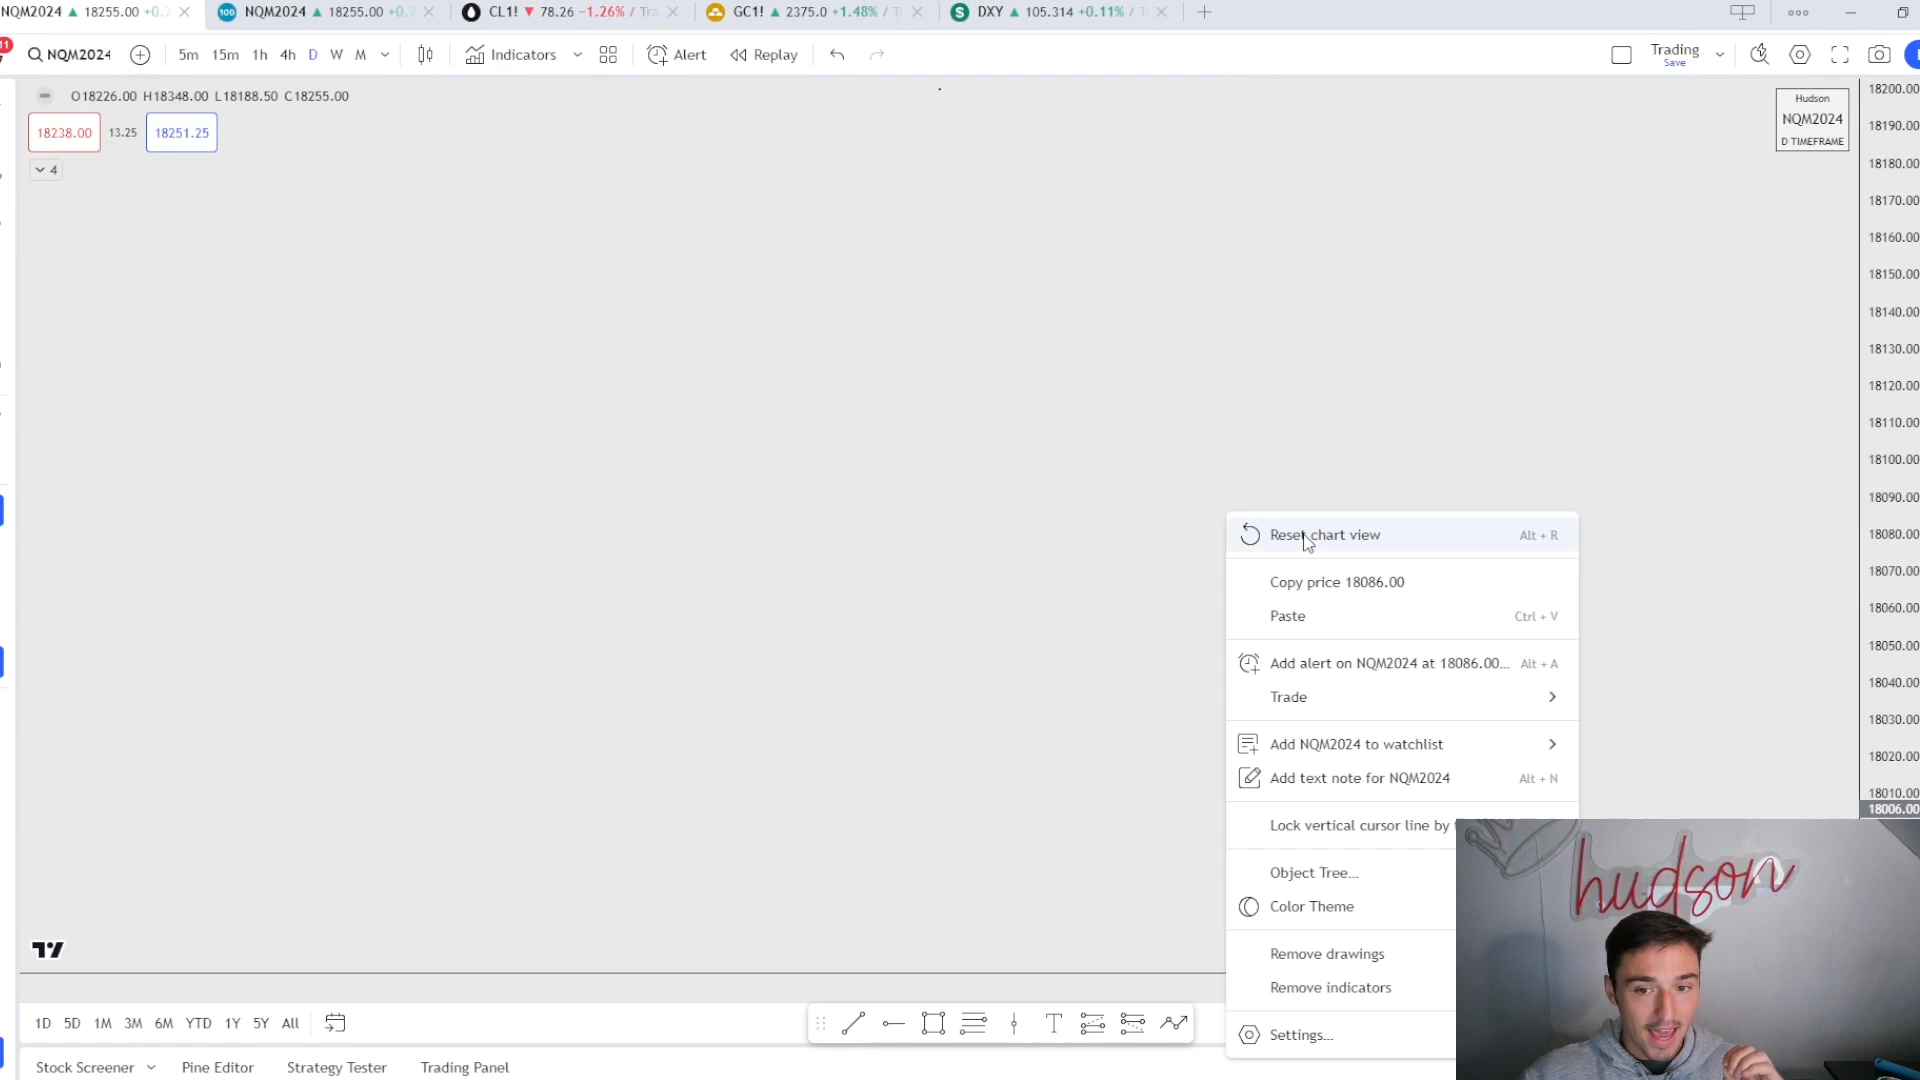 NQM2024 ▲ 18255.00 +0.
100 NQM2024 ▲ 18255.00 +0.
CL1! ▼ 78.26 −1.26% / Tra
GC1! ▲ 2375.0 +1.48% / T
$ DXY ▲ 105.314 +0.11% / T
11
NQM2024
5m 15m 1h 4h D W M
Indicators
Alert
Replay
Trading
Save
O18226.00 H18348.00 L18188.50 C18255.00
18238.00 13.25 18251.25
4
Hudson
NQM2024
D TIMEFRAME
18200.00
18190.00
18180.00
18170.00
18160.00
18150.00
18140.00
18130.00
18120.00
18110.00
18100.00
18090.00
18080.00
18070.00
18060.00
18050.00
18040.00
18030.00
18020.00
18010.00
18006.00
Reset chart view Alt + R
Copy price 18086.00
Paste Ctrl + V
Add alert on NQM2024 at 18086.00... Alt + A
Trade
Add NQM2024 to watchlist
Add text note for NQM2024 Alt + N
Lock vertical cursor line by
Object Tree...
Color Theme
Remove drawings
Remove indicators
Settings...
hudson
1D 5D 1M 3M 6M YTD 1Y 5Y All
Stock Screener Pine Editor Strategy Tester Trading Panel